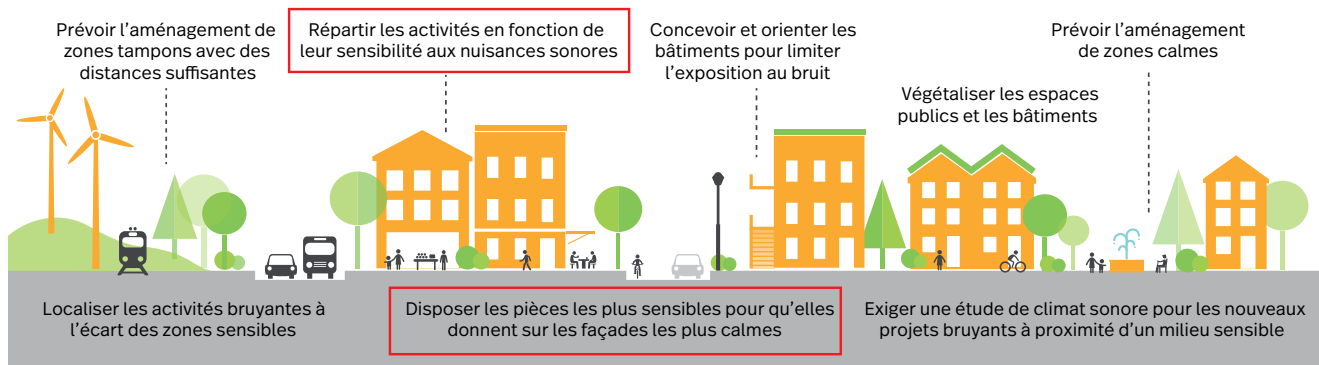 Prévoir l'aménagement de
zones tampons avec des
distances suffisantes
Répartir les activités en fonction de
leur sensibilité aux nuisances sonores
Concevoir et orienter les
bâtiments pour limiter
l'exposition au bruit
Végétaliser les espaces
publics et les bâtiments
Prévoir l'aménagement
de zones calmes
Localiser les activités bruyantes à
l'écart des zones sensibles
Disposer les pièces les plus sensibles pour qu'elles
donnent sur les façades les plus calmes
Exiger une étude de climat sonore pour les nouveaux
projets bruyants à proximité d'un milieu sensible